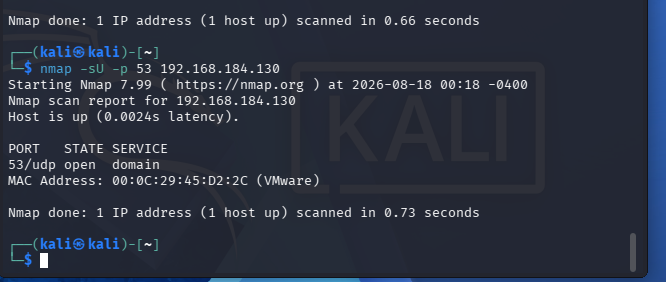 Nmap done: 1 IP address (1 host up) scanned in 0.66 seconds
┌──(kali㉿kali)-[~]
└─$ nmap -sU -p 53 192.168.184.130
Starting Nmap 7.99 ( https://nmap.org ) at 2026-08-18 00:18 -0400
Nmap scan report for 192.168.184.130
Host is up (0.0024s latency).
PORT   STATE SERVICE
53/udp open  domain
MAC Address: 00:0C:29:45:D2:2C (VMware)
Nmap done: 1 IP address (1 host up) scanned in 0.73 seconds
┌──(kali㉿kali)-[~]
└─$
KALI